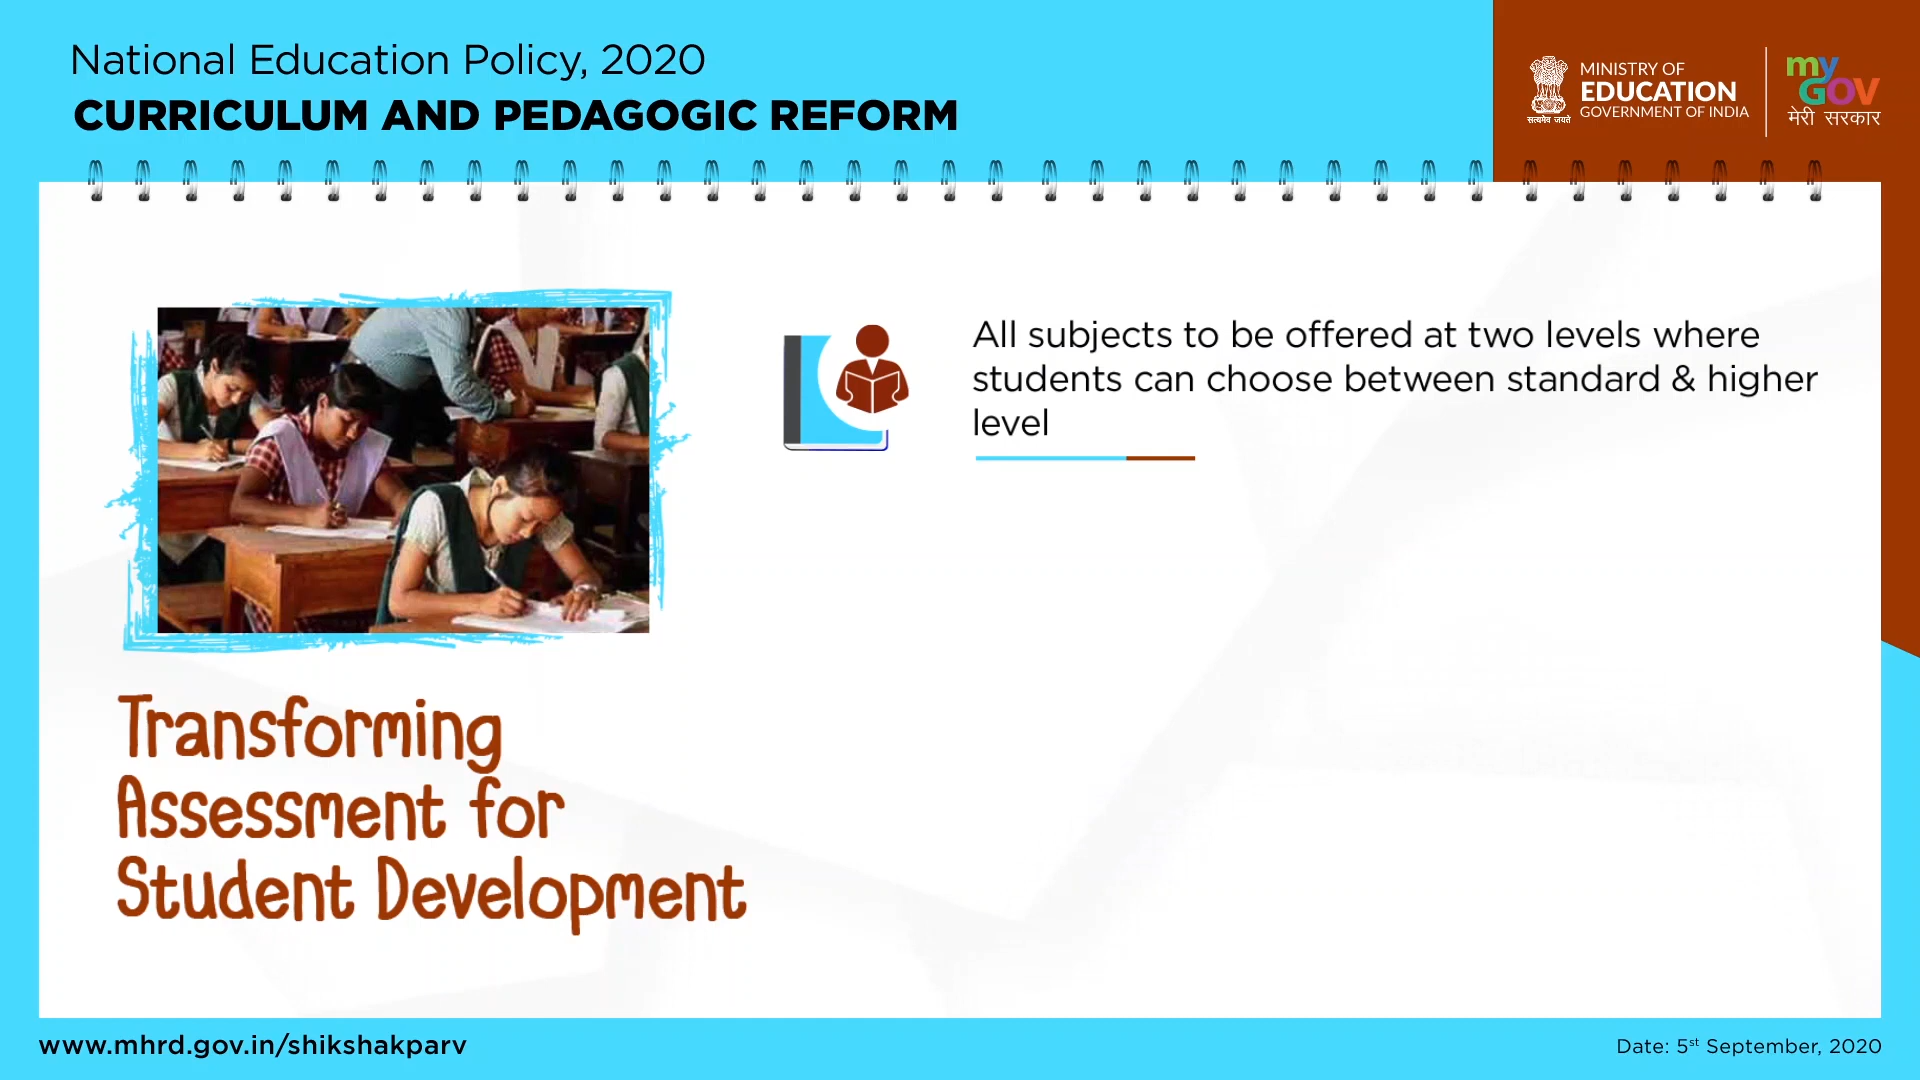 National Education Policy, 2020
CURRICULUM AND PEDAGOGIC REFORM
सत्यमेव जयते
MINISTRY OF
EDUCATION
GOVERNMENT OF INDIA
my
GOV
मेरी सरकार
All subjects to be offered at two levels where
students can choose between standard & higher
level
Transforming
Assessment for
Student Development
www.mhrd.gov.in/shikshakparv
Date: 5st September, 2020